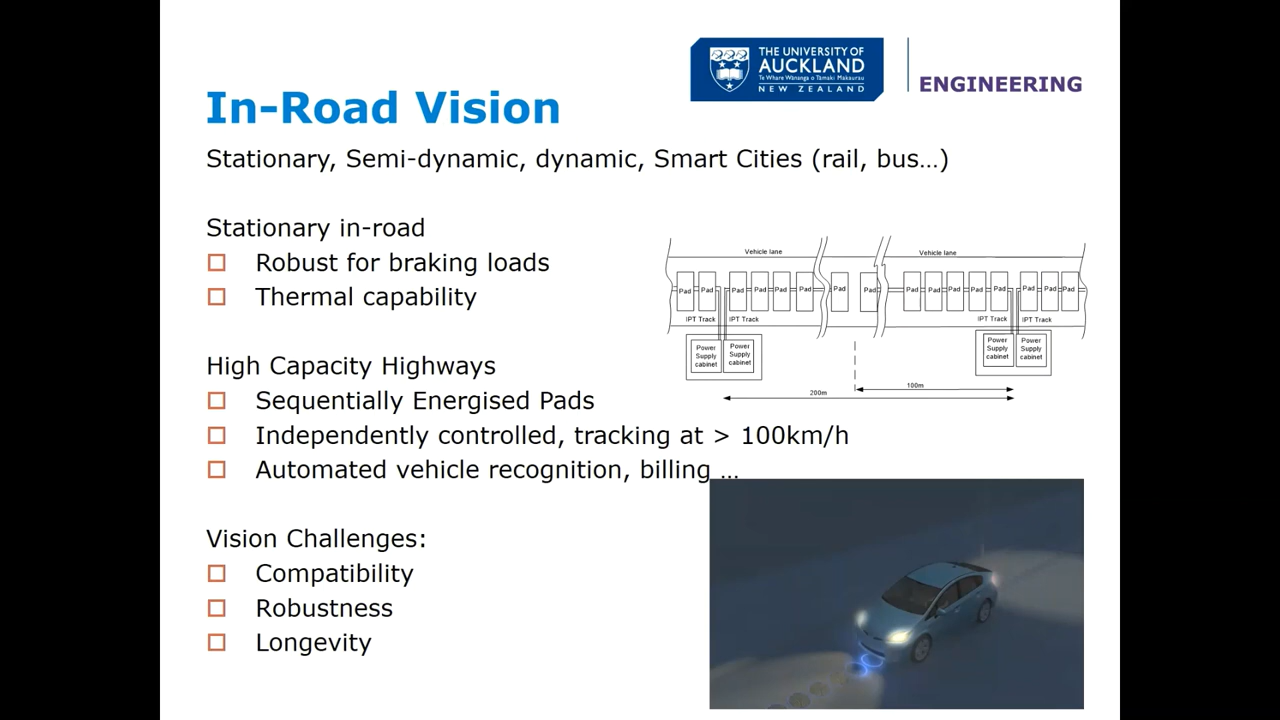 THE UNIVERSITY OF
AUCKLAND
Te Whare Wānanga o Tāmaki Makaurau
NEW ZEALAND
ENGINEERING
In-Road Vision
Stationary, Semi-dynamic, dynamic, Smart Cities (rail, bus…)
Stationary in-road
Robust for braking loads
Thermal capability
High Capacity Highways
Sequentially Energised Pads
Independently controlled, tracking at > 100km/h
Automated vehicle recognition, billing …
Vision Challenges:
Compatibility
Robustness
Longevity
Vehicle lane Vehicle lane
Pad Pad Pad Pad Pad Pad Pad Pad Pad Pad Pad Pad Pad Pad Pad Pad
IPT Track IPT Track IPT Track IPT Track
Power Supply cabinet
Power Supply cabinet
Power Supply cabinet
Power Supply cabinet
100m
200m